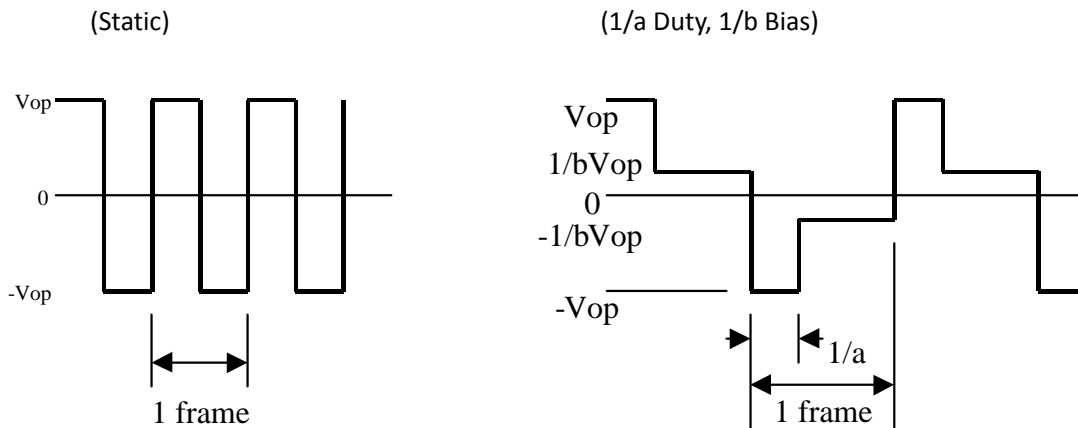 (Static)
Vop
0
-Vop
1 frame
(1/a Duty, 1/b Bias)
Vop
1/bVop
0
-1/bVop
-Vop
1/a
1 frame